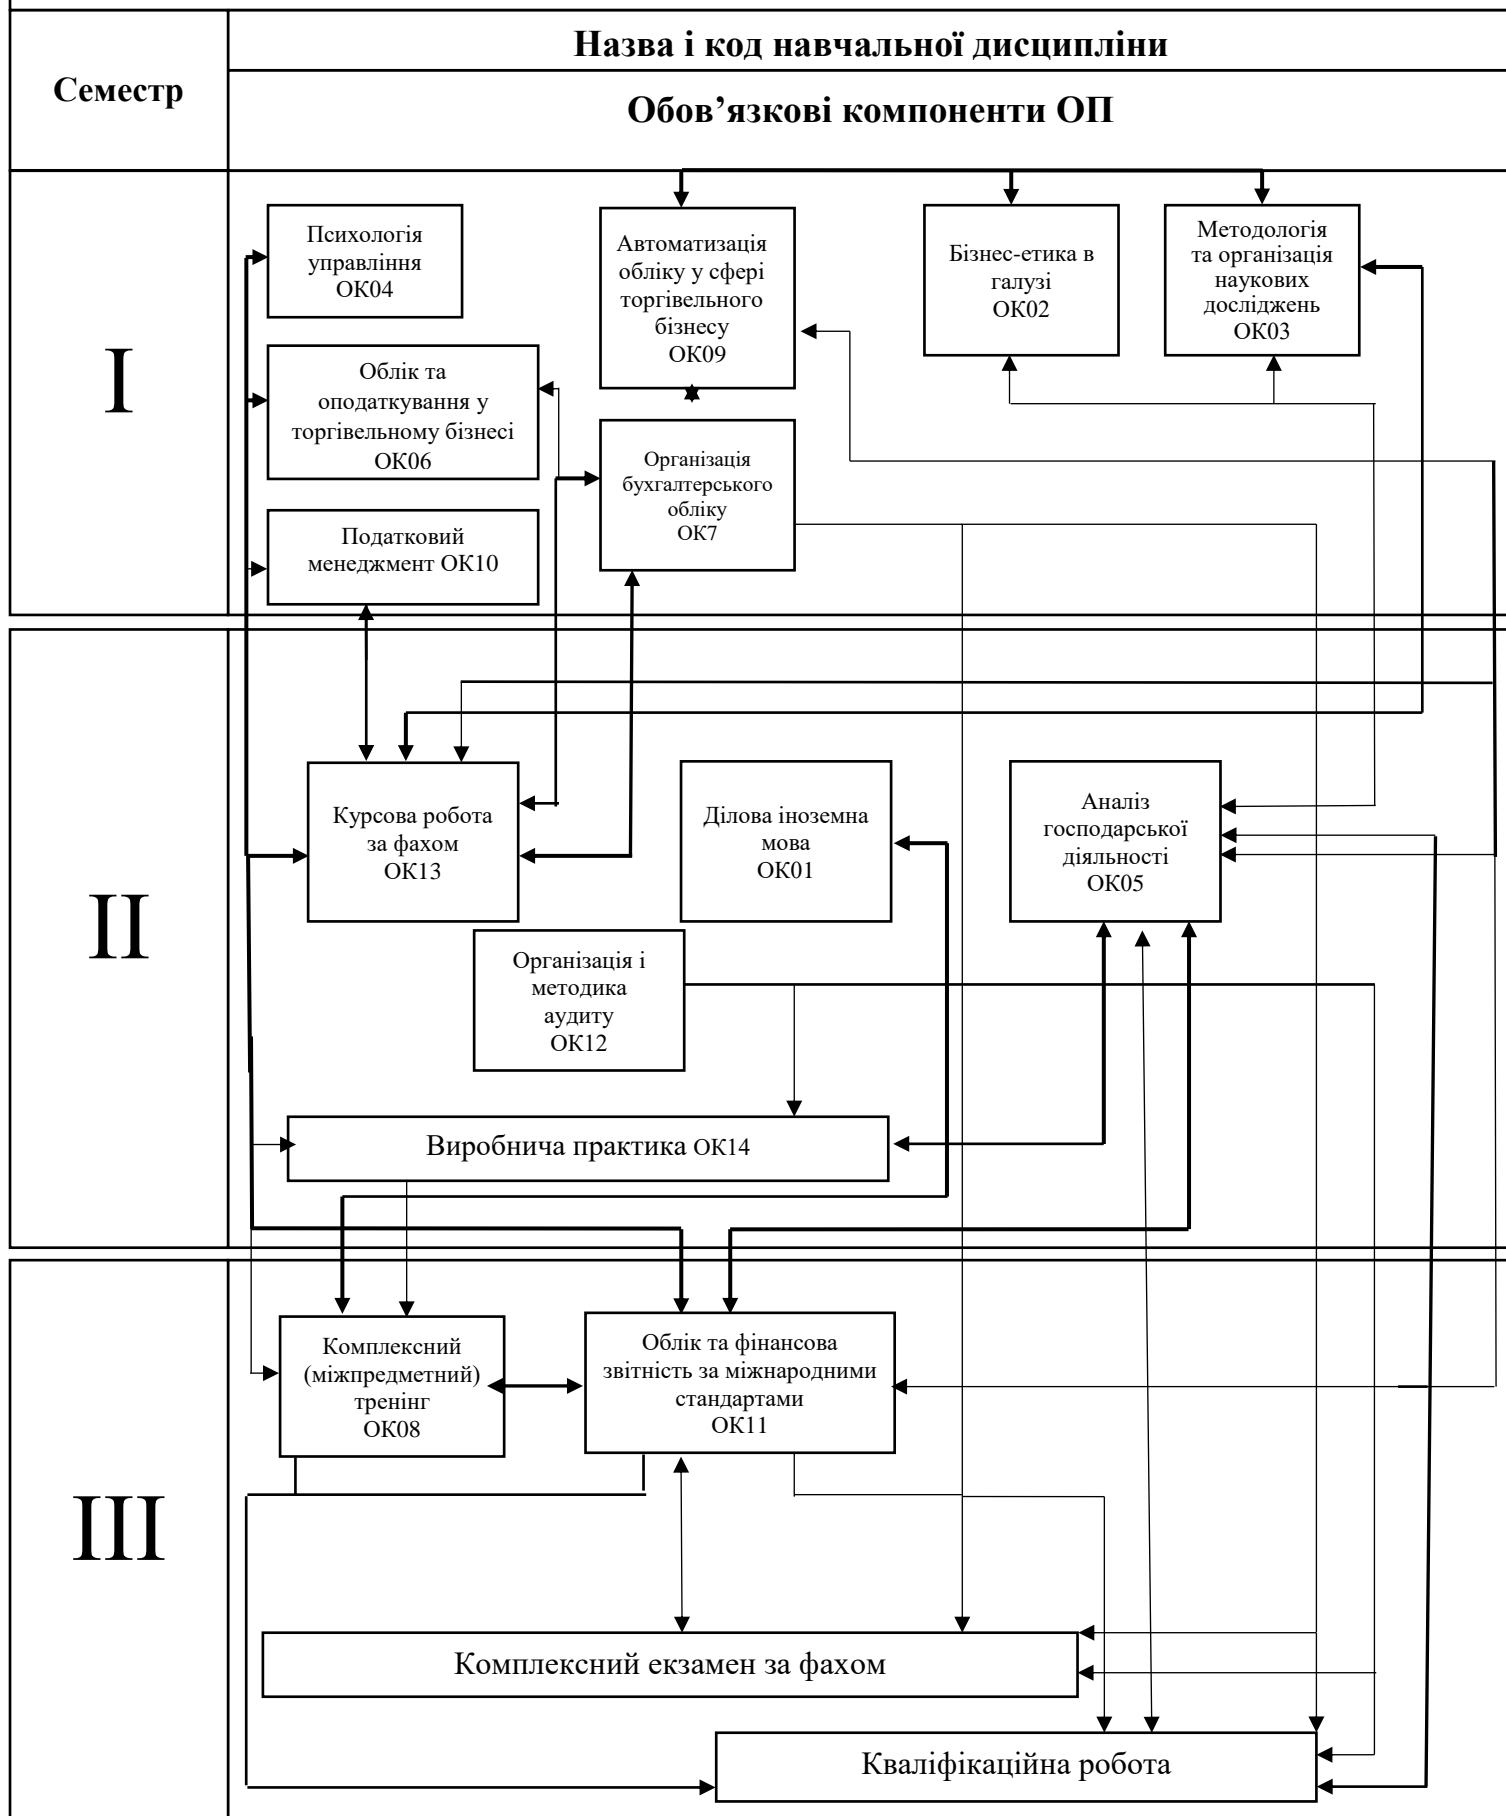 Назва і код навчальної дисципліни
Семестр
Обов’язкові компоненти ОП
I
Психологія
управління
ОК04
Автоматизація
обліку у сфері
торгівельного
бізнесу
ОК09
Бізнес-етика в
галузі
ОК02
Методологія
та організація
наукових
досліджень
ОК03
Облік та
оподаткування у
торгівельному бізнесі
ОК06
Організація
бухгалтерського
обліку
ОК7
Податковий
менеджмент ОК10
II
Курсова робота
за фахом
ОК13
Ділова іноземна
мова
ОК01
Аналіз
господарської
діяльності
ОК05
Організація і
методика
аудиту
ОК12
Виробнича практика ОК14
III
Комплексний
(міжпредметний)
тренінг
ОК08
Облік та фінансова
звітність за міжнародними
стандартами
ОК11
Комплексний екзамен за фахом
Кваліфікаційна робота